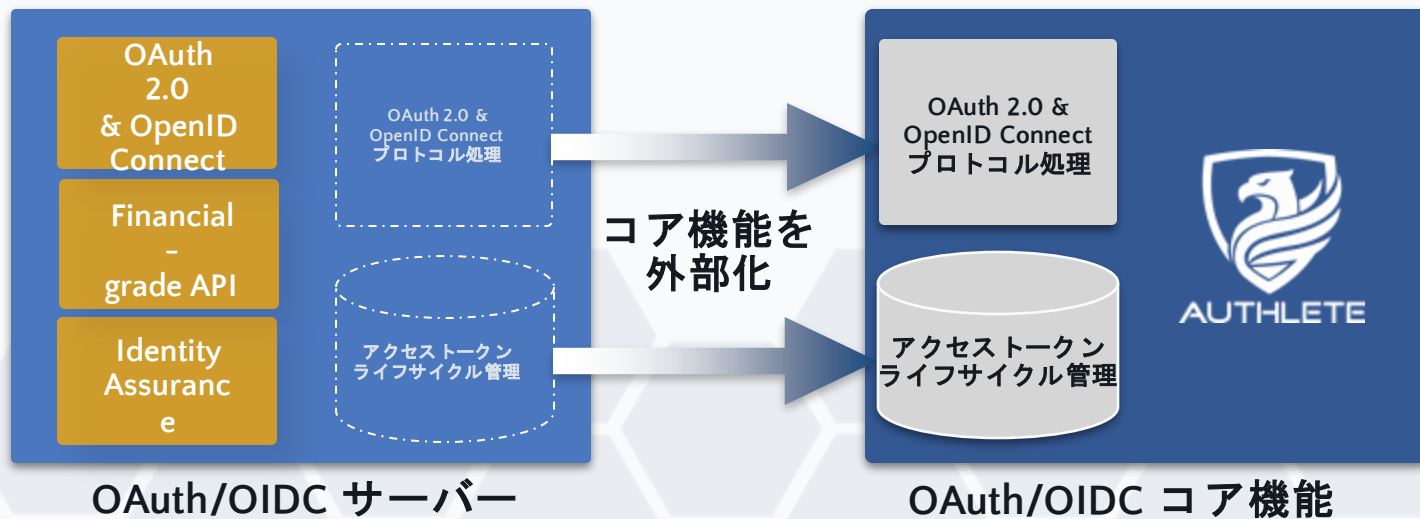 OAuth
2.0
& OpenID
Connect
Financial
–
grade API
Identity
Assuranc
e
OAuth 2.0 &
OpenID Connect
プロトコル処理
アクセストークン
ライフサイクル管理
コア機能を
外部化
OAuth 2.0 &
OpenID Connect
プロトコル処理
アクセストークン
ライフサイクル管理
AUTHLETE
OAuth/OIDC サーバー
OAuth/OIDC コア機能